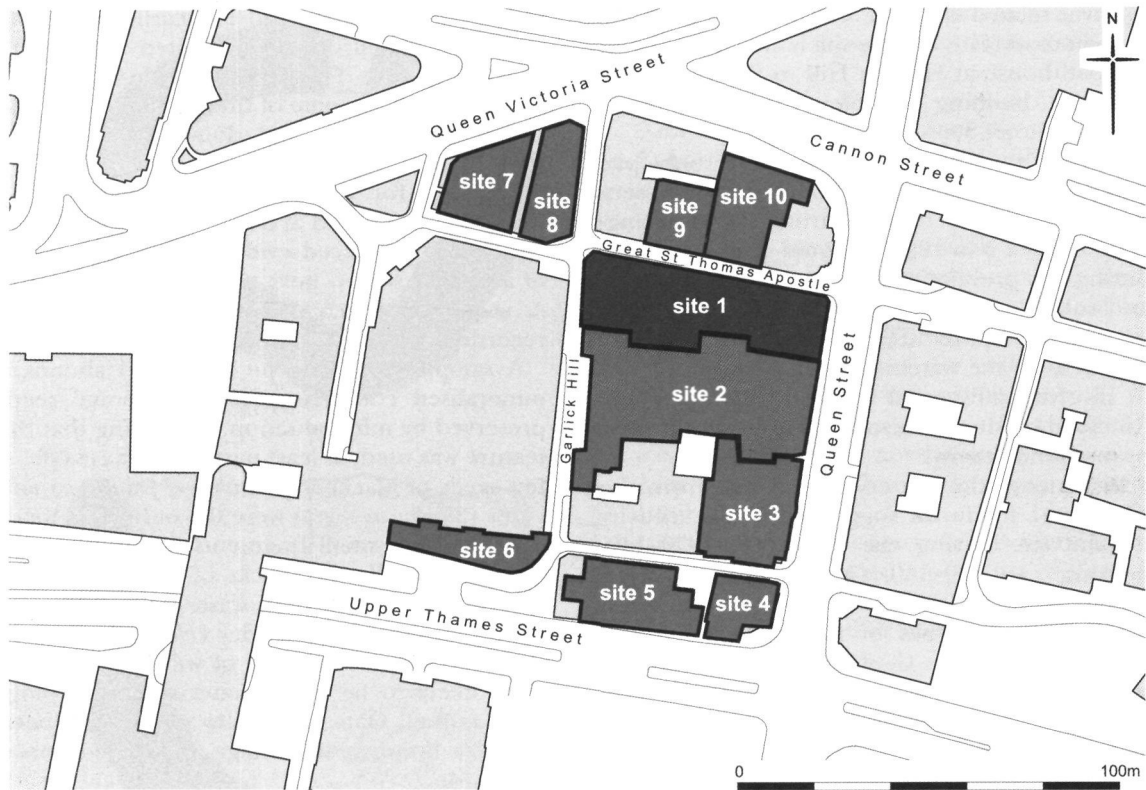 N
Queen Victoria Street
Cannon Street
site 7
site 8
site 9
site 10
Great St Thomas Apostle
site 1
site 2
Garlick Hill
Queen Street
site 3
site 6
site 5
site 4
Upper Thames Street
0
100m